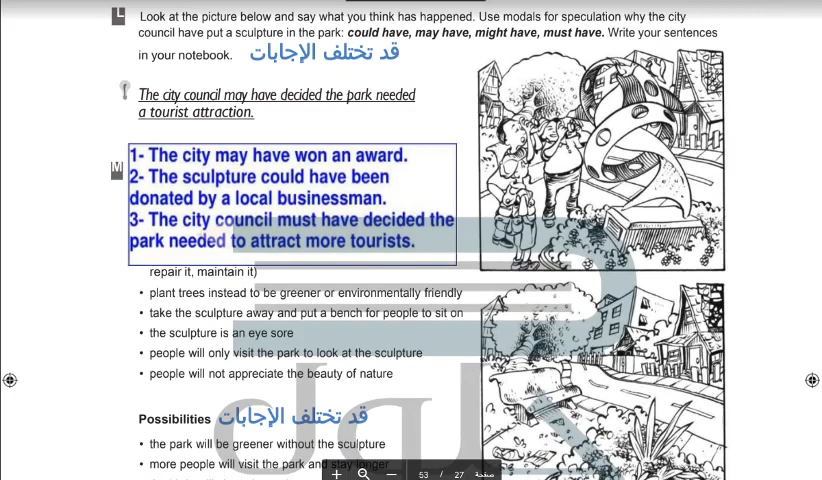 L Look at the picture below and say what you think has happened. Use modals for speculation why the city
council have put a sculpture in the park: could have, may have, might have, must have. Write your sentences
in your notebook. قد تختلف الإجابات
The city council may have decided the park needed
a tourist attraction.
M
1- The city may have won an award.
2- The sculpture could have been
donated by a local businessman.
3- The city council must have decided the
park needed to attract more tourists.
repair it, maintain it)
• plant trees instead to be greener or environmentally friendly
• take the sculpture away and put a bench for people to sit on
• the sculpture is an eye sore
• people will only visit the park to look at the sculpture
• people will not appreciate the beauty of nature
Possibilities قد تختلف الإجابات
• the park will be greener without the sculpture
• more people will visit the park and stay longer
صفحة 27 / 53